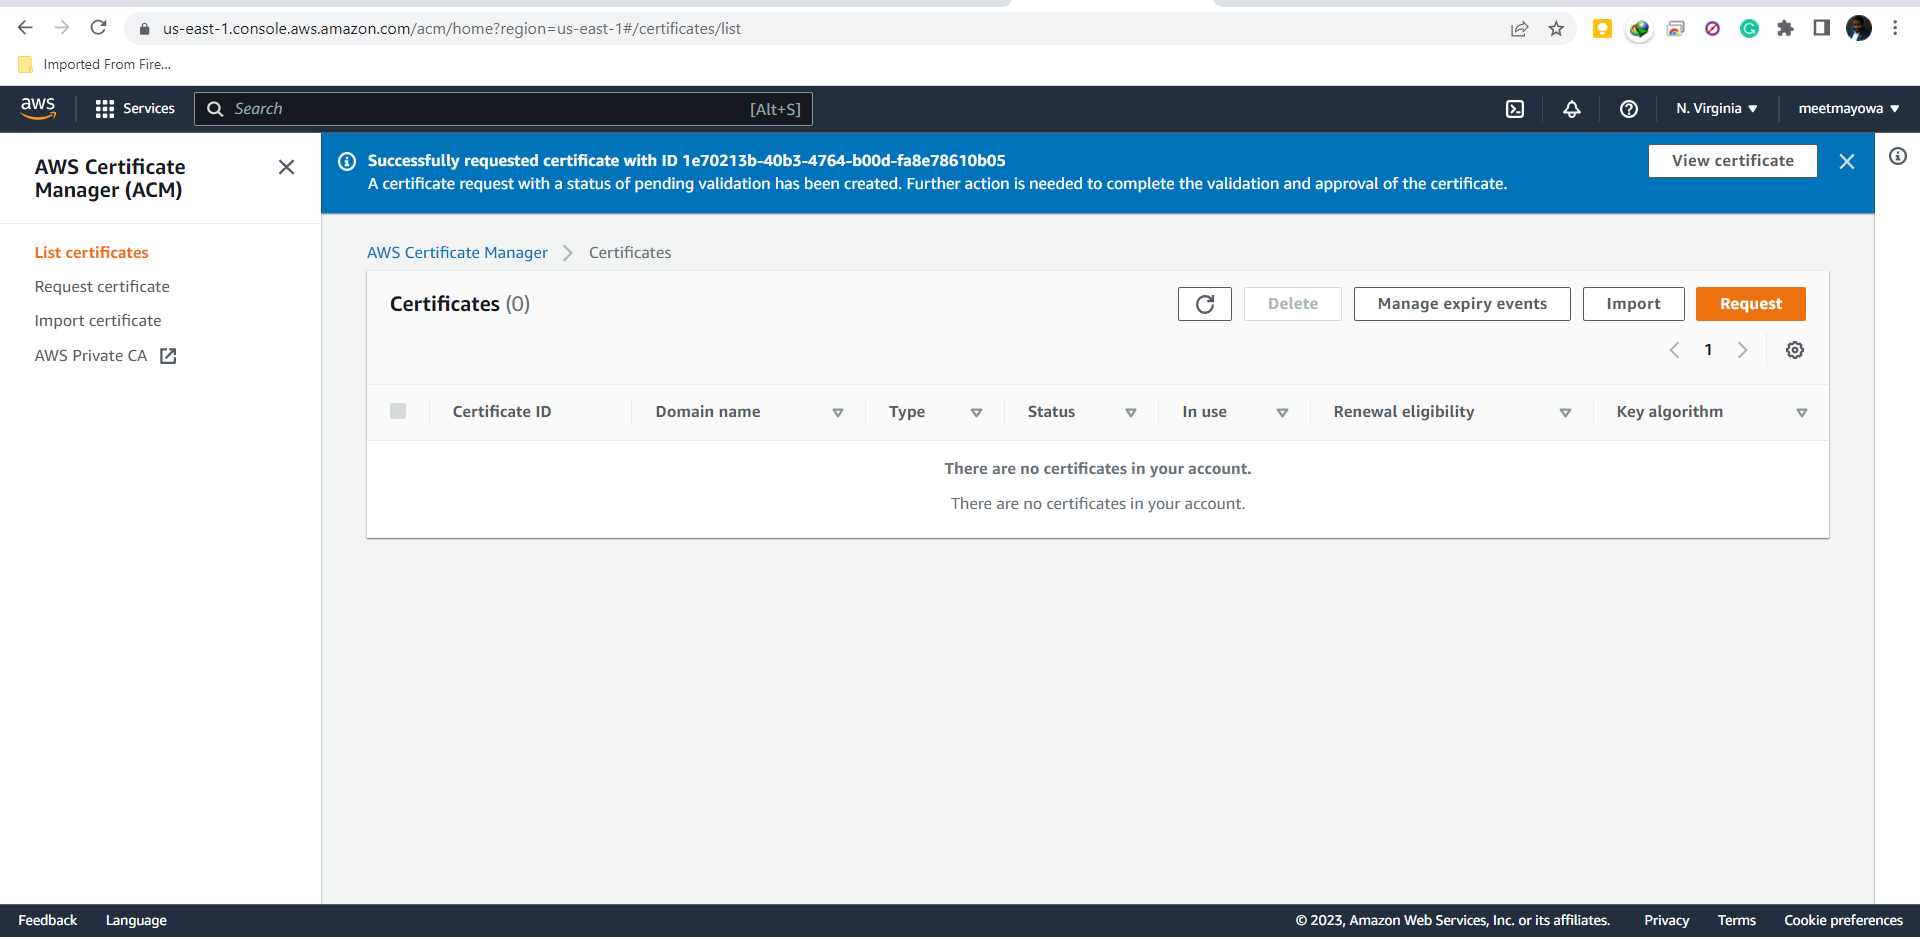 us-east-1.console.aws.amazon.com/acm/home?region=us-east-1#/certificates/list
Imported From Fire...
aws
Services
Search
[Alt+S]
N. Virginia
meetmayowa
AWS Certificate
Manager (ACM)
List certificates
Request certificate
Import certificate
AWS Private CA
Successfully requested certificate with ID 1e70213b-40b3-4764-b00d-fa8e78610b05
A certificate request with a status of pending validation has been created. Further action is needed to complete the validation and approval of the certificate.
View certificate
AWS Certificate Manager
Certificates
Certificates (0)
Delete
Manage expiry events
Import
Request
1
Certificate ID
Domain name
Type
Status
In use
Renewal eligibility
Key algorithm
There are no certificates in your account.
There are no certificates in your account.
Feedback
Language
© 2023, Amazon Web Services, Inc. or its affiliates.
Privacy
Terms
Cookie preferences